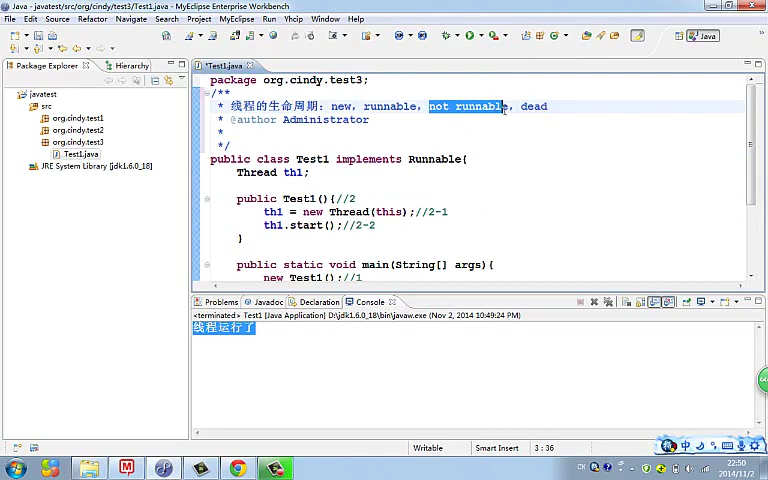 Java - javatest/src/org/cindy/test3/Test1.java - MyEclipse Enterprise Workbench
File Edit Source Refactor Navigate Search Project MyEclipse Run Yihcip Window Help
Java
Package Explorer Hierarchy
javatest
src
org.cindy.test1
org.cindy.test2
org.cindy.test3
Test1.java
JRE System Library [jdk1.6.0_18]
*Test1.java
package org.cindy.test3;
/**
* 线程的生命周期: new, runnable, not runnable, dead
* @author Administrator
*
*/
public class Test1 implements Runnable{
Thread th1;
public Test1(){//2
th1 = new Thread(this);//2-1
th1.start();//2-2
}
public static void main(String[] args){
new Test1();//1
Problems Javadoc Declaration Console
<terminated> Test1 [Java Application] D:\jdk1.6.0_18\bin\javaw.exe (Nov 2, 2014 10:49:24 PM)
线程运行了
Writable Smart Insert 3 : 36
中
CH
22:50
2014/11/2